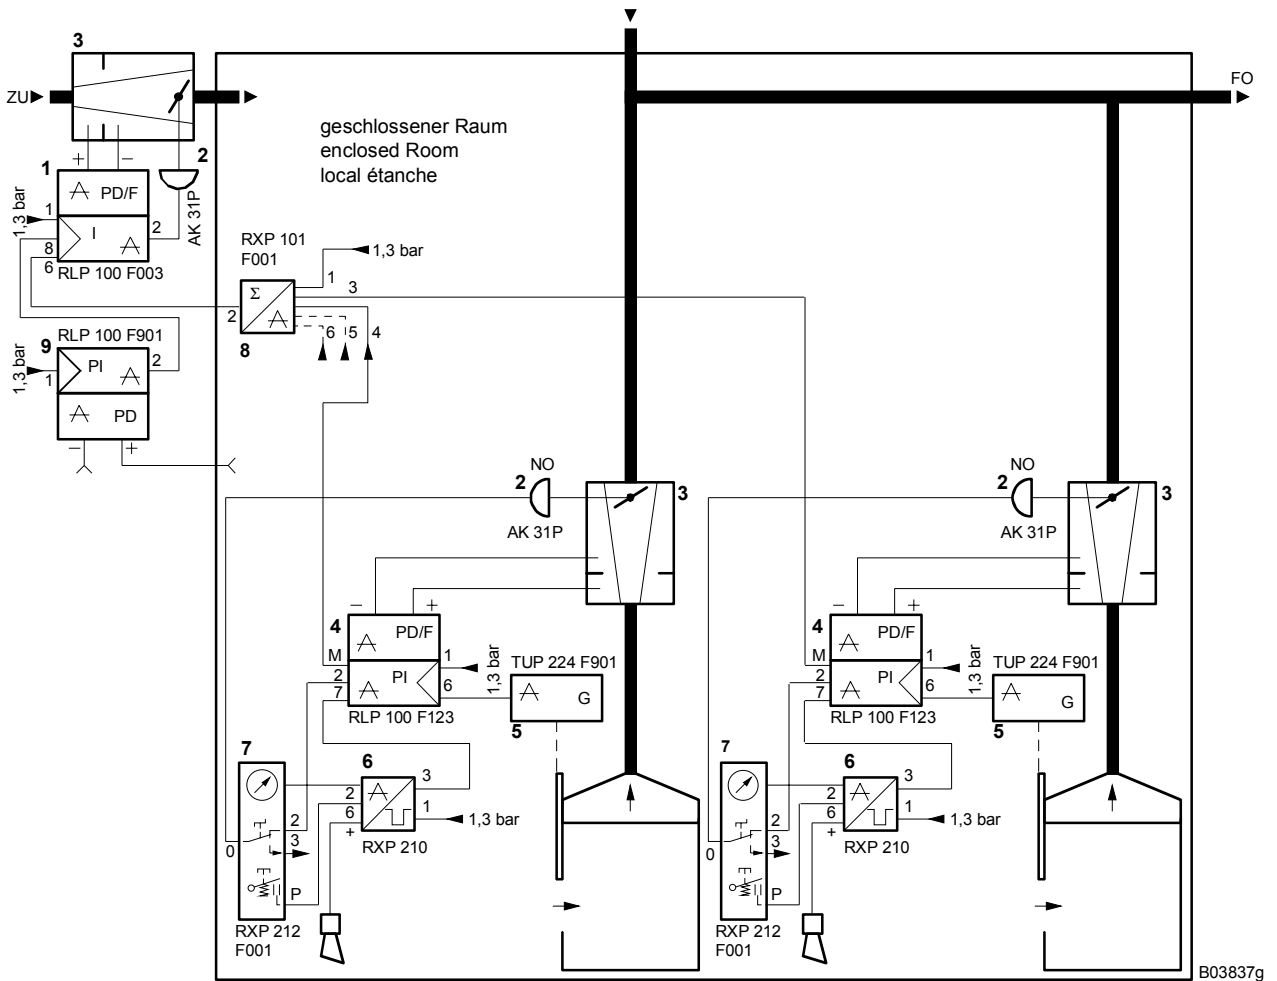 3
ZU
FO
geschlossener Raum
enclosed Room
local étanche
+ −
2
1
PD/F
1,3 bar
1
I
2
8
6
AK 31P
RLP 100 F003
RXP 101
F001
1,3 bar
1
3
Σ
2
6 5 4
8
RLP 100 F901
9
PI
2
1,3 bar
1
PD
− +
NO
2
3
AK 31P
NO
2
3
AK 31P
− +
4
PD/F
M
1
2
PI
6
7
1,3 bar
RLP 100 F123
TUP 224 F901
G
5
− +
4
PD/F
M
1
2
PI
6
7
1,3 bar
RLP 100 F123
TUP 224 F901
G
5
7
6
3
2
1
6
+
1,3 bar
RXP 210
2
3
0
P
RXP 212
F001
7
6
3
2
1
6
+
1,3 bar
RXP 210
2
3
0
P
RXP 212
F001
B03837g